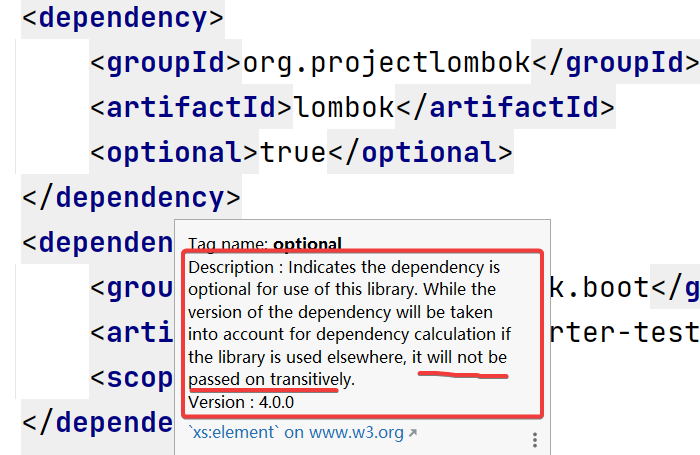 <dependency>
<groupId>org.projectlombok</groupId>
<artifactId>lombok</artifactId>
<optional>true</optional>
</dependency>
<dependen
Tag name: optional
Description : Indicates the dependency is
optional for use of this library. While the
version of the dependency will be taken
into account for dependency calculation if
the library is used elsewhere, it will not be
passed on transitively.
Version : 4.0.0
`xs:element` on www.w3.org
<grou k.boot</g
<arti rter-test
<scop
</depende